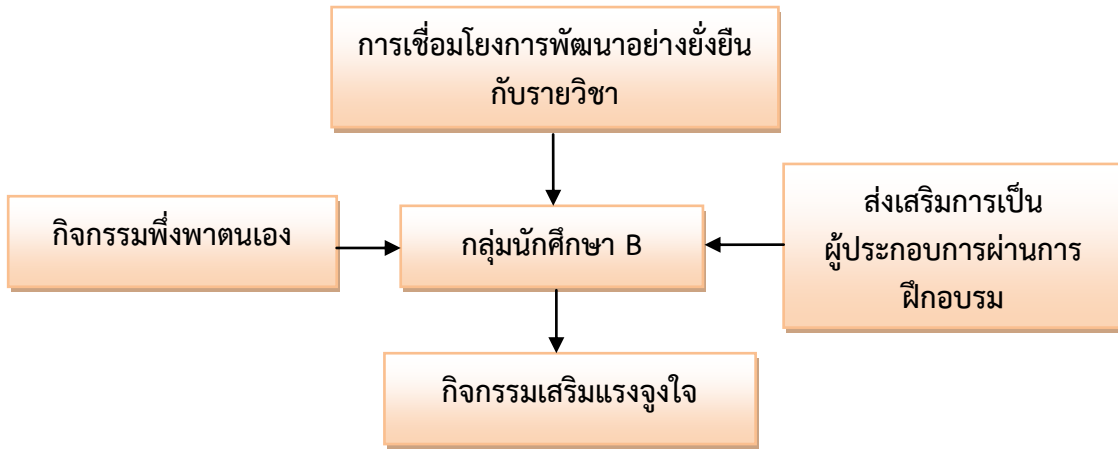 การเชื่อมโยงการพัฒนาอย่างยั่งยืน
กับรายวิชา
กิจกรรมพึ่งพาตนเอง
กลุ่มนักศึกษา B
ส่งเสริมการเป็น
ผู้ประกอบการผ่านการ
ฝึกอบรม
กิจกรรมเสริมแรงจูงใจ